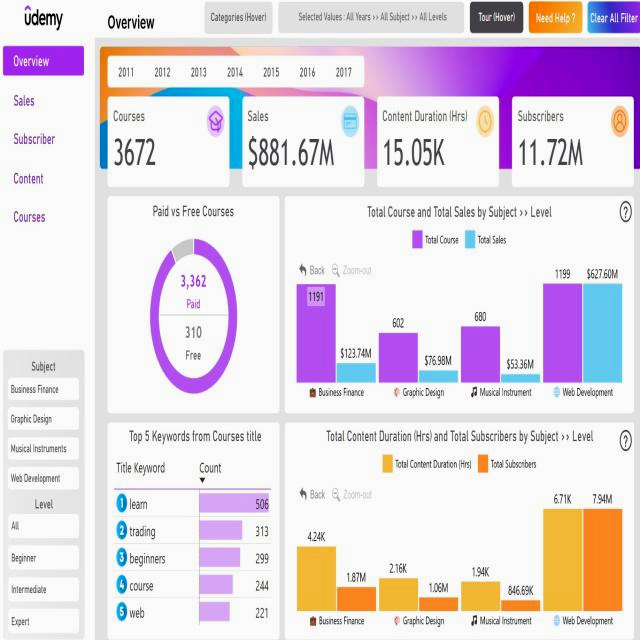 ûdemy
Overview
Categories (Hover)
Selected Values : All Years >> All Subject >> All Levels
Tour (Hover)
Need Help ?
Clear All Filter
Overview
Sales
Subscriber
Content
Courses
2011 2012 2013 2014 2015 2016 2017
Courses
3672
Sales
$881.67M
Content Duration (Hrs)
15.05K
Subscribers
11.72M
Paid vs Free Courses
3,362
Paid
310
Free
Total Course and Total Sales by Subject >> Level
?
Total Course Total Sales
Back Zoom-out
1191
$123.74M
602
$76.98M
680
$53.36M
1199
$627.60M
Business Finance
Graphic Design
Musical Instrument
Web Development
Subject
Business Finance
Graphic Design
Musical Instruments
Web Development
Level
All
Beginner
Intermediate
Expert
Top 5 Keywords from Courses title
Title Keyword Count
1 learn 506
2 trading 313
3 beginners 299
4 course 244
5 web 221
Total Content Duration (Hrs) and Total Subscribers by Subject >> Level
?
Total Content Duration (Hrs) Total Subscribers
Back Zoom-out
4.24K
1.87M
2.16K
1.06M
1.94K
846.69K
6.71K
7.94M
Business Finance
Graphic Design
Musical Instrument
Web Development